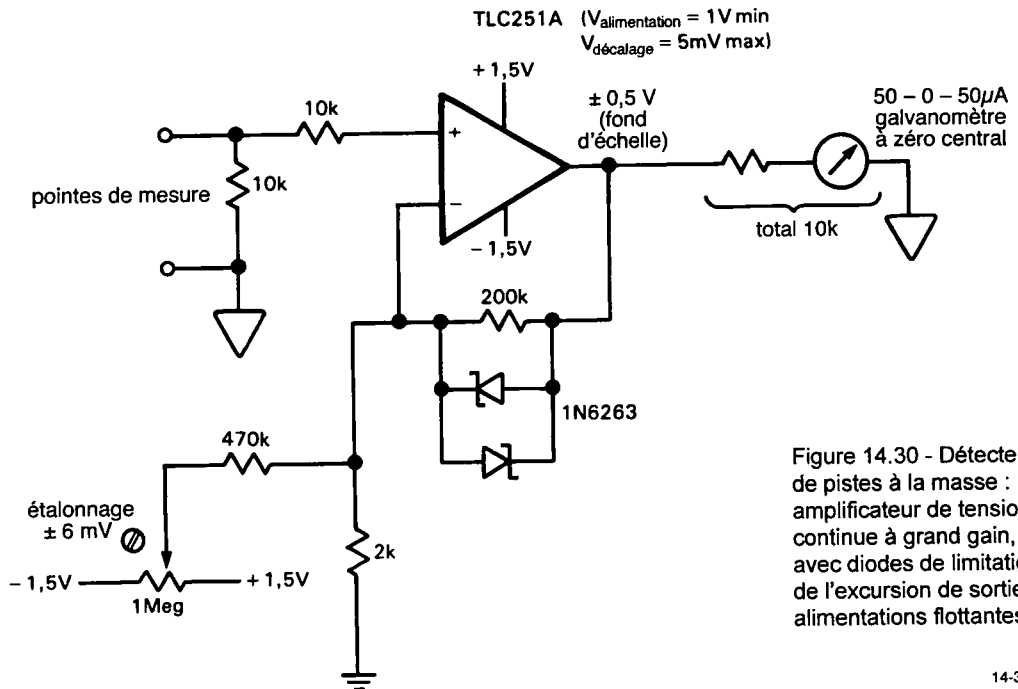 TLC251A (Valimentation = 1V min
Vdécalage = 5mV max)
+ 1,5V
10k
± 0,5 V
(fond
d'échelle)
50 – 0 – 50µA
galvanomètre
à zéro central
+
10k
pointes de mesure
−
− 1,5V
total 10k
200k
1N6263
470k
étalonnage
± 6 mV
2k
− 1,5V
+ 1,5V
1Meg
Figure 14.30 - Détecte
de pistes à la masse :
amplificateur de tensio
continue à grand gain,
avec diodes de limitati
de l'excursion de sortie
alimentations flottantes
14-3